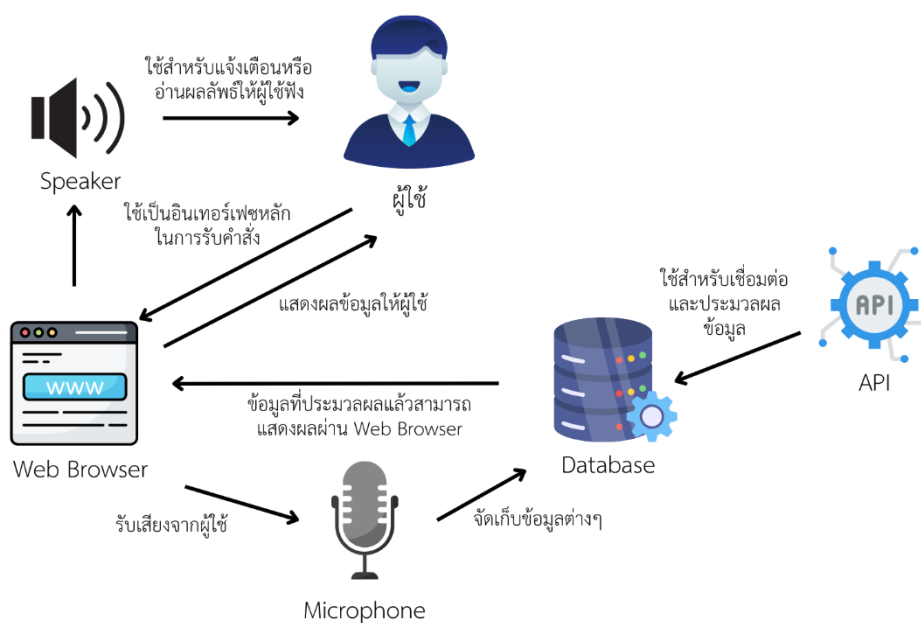 ใช้สำหรับแจ้งเตือนหรือ
อ่านผลลัพธ์ให้ผู้ใช้ฟัง
Speaker
ผู้ใช้
ใช้เป็นอินเทอร์เฟซหลัก
ในการรับคำสั่ง
แสดงผลข้อมูลให้ผู้ใช้
ใช้สำหรับเชื่อมต่อ
และประมวลผล
ข้อมูล
API
API
WWW
ข้อมูลที่ประมวลผลแล้วสามารถ
แสดงผลผ่าน Web Browser
Web Browser
Database
รับเสียงจากผู้ใช้
จัดเก็บข้อมูลต่างๆ
Microphone